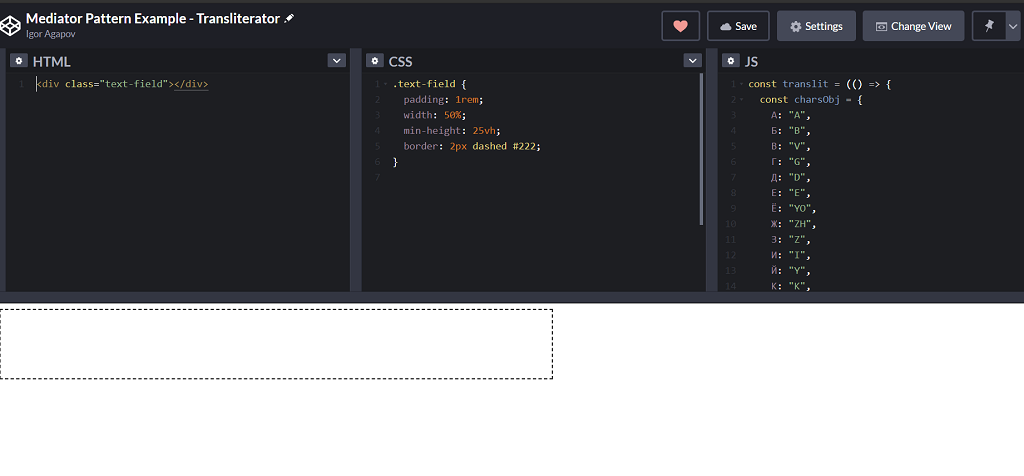 Mediator Pattern Example - Transliterator
Igor Agapov
Save
Settings
Change View
HTML
1 <div class="text-field"></div>
CSS
1 .text-field {
2 padding: 1rem;
3 width: 50%;
4 min-height: 25vh;
5 border: 2px dashed #222;
6 }
7
JS
1 const translit = (() => {
2 const charsObj = {
3 А: "A",
4 Б: "B",
5 В: "V",
6 Г: "G",
7 Д: "D",
8 Е: "E",
9 Ё: "YO",
10 Ж: "ZH",
11 З: "Z",
12 И: "I",
13 Й: "Y",
14 К: "K",